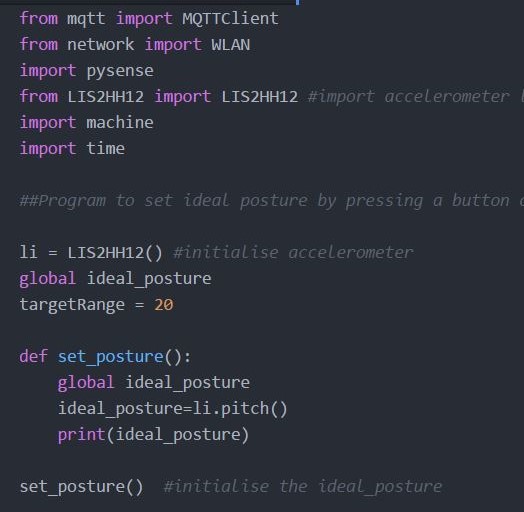 from mqtt import MQTTClient
from network import WLAN
import pysense
from LIS2HH12 import LIS2HH12 #import accelerometer
import machine
import time
##Program to set ideal posture by pressing a button
li = LIS2HH12() #initialise accelerometer
global ideal_posture
targetRange = 20
def set_posture():
    global ideal_posture
    ideal_posture=li.pitch()
    print(ideal_posture)
set_posture()  #initialise the ideal_posture